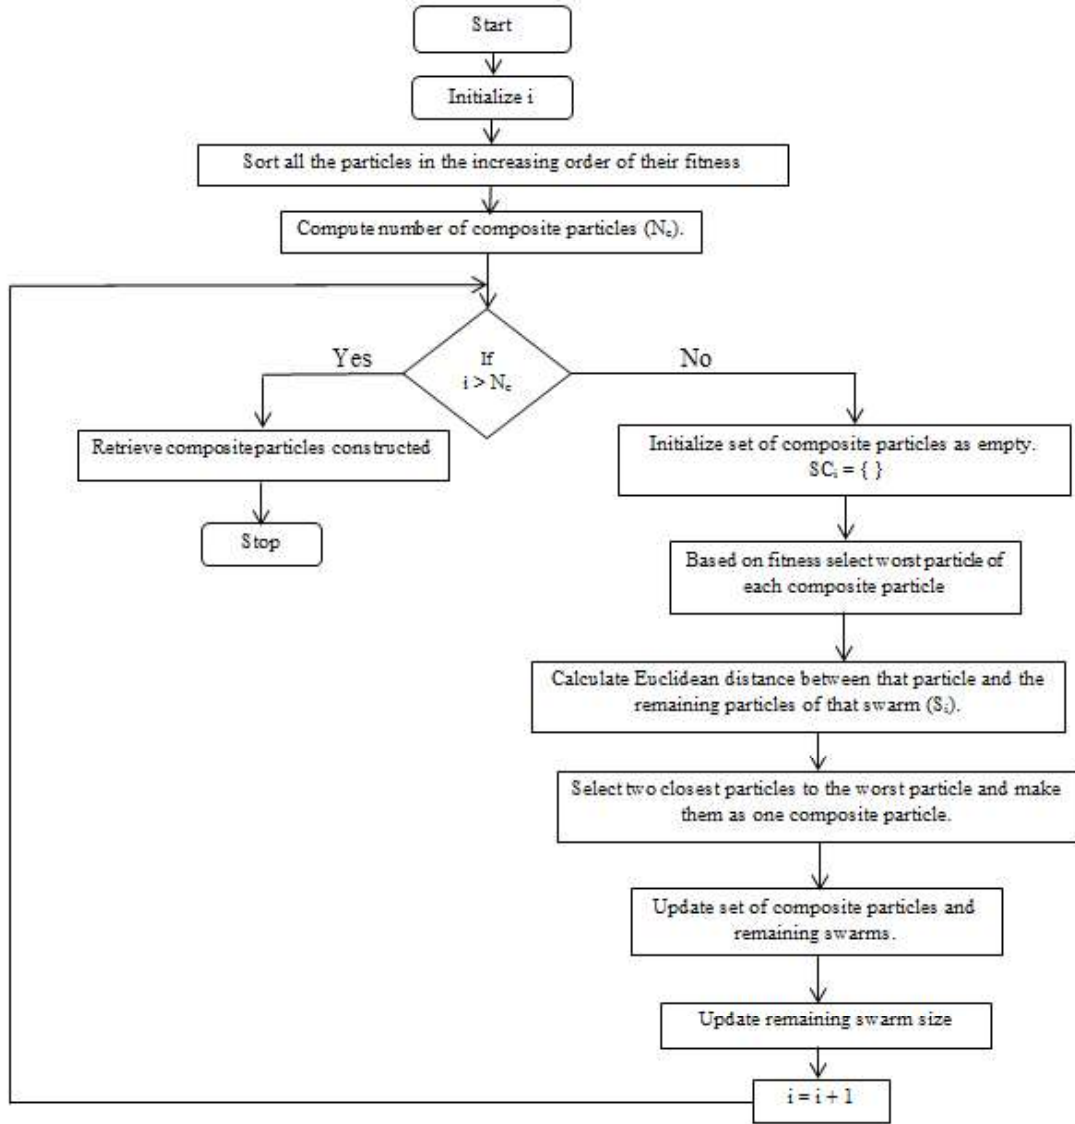 Start
Initialize i
Sort all the particles in the increasing order of their fitness
Compute number of composite particles (Nc).
If
i > Nc
Yes
No
Retrieve composite particles constructed
Stop
Initialize set of composite particles as empty.
SCi = { }
Based on fitness select worst particle of
each composite particle
Calculate Euclidean distance between that particle and the
remaining particles of that swarm (Si).
Select two closest particles to the worst particle and make
them as one composite particle.
Update set of composite particles and
remaining swarms.
Update remaining swarm size
i = i + 1